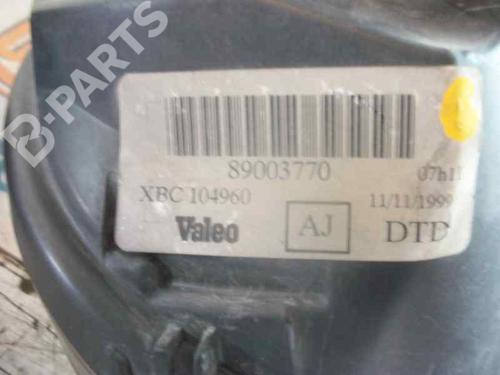 B-PARTS
89003770 07h11
XBC 104960 11/11/1999
Valeo AJ DTD